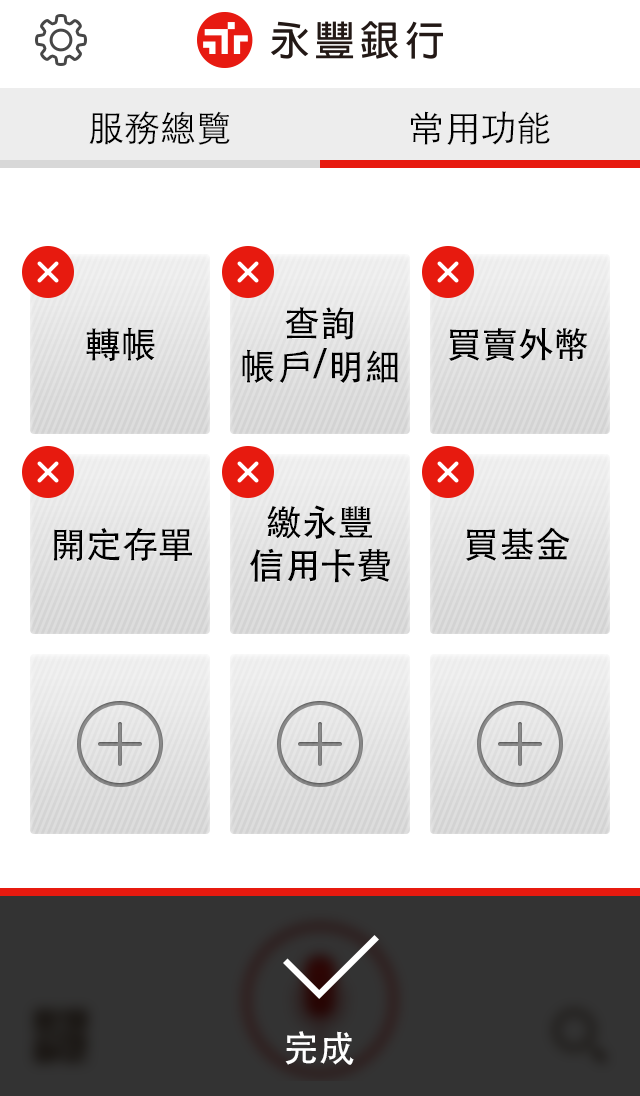 永豐銀行
服務總覽
常用功能
轉帳
查詢
帳戶/明細
買賣外幣
開定存單
繳永豐
信用卡費
買基金
完成